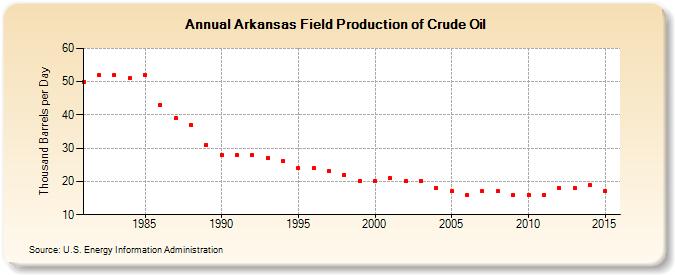 Annual Arkansas Field Production of Crude Oil
Thousand Barrels per Day
60
50
40
30
20
10
1985 1990 1995 2000 2005 2010 2015
Source: U.S. Energy Information Administration